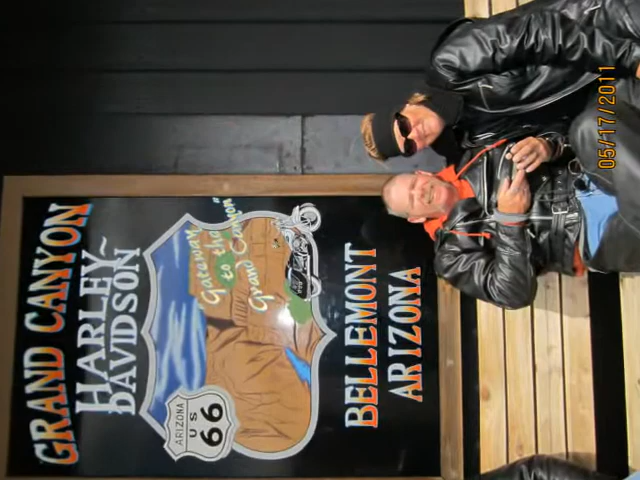 GRAND CANYON
HARLEY~
DAVIDSON
"Gateway
to the
Grand Canyon"
ARIZONA
US
66
BELLEMONT
ARIZONA
05/17/2011